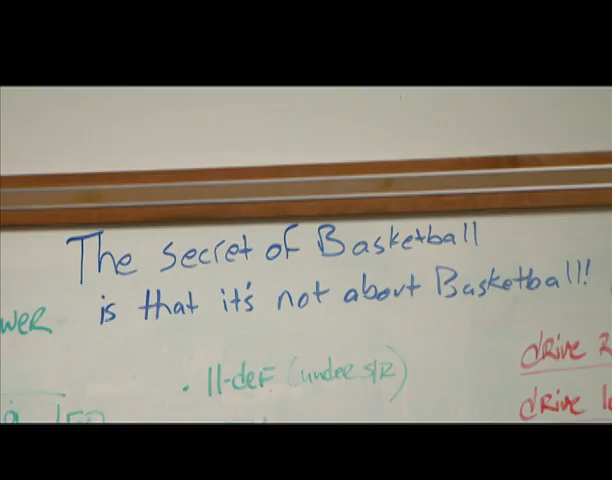 The secret of Basketball
is that it's not about Basketball!
wer
drive
· 11-def (under
drive